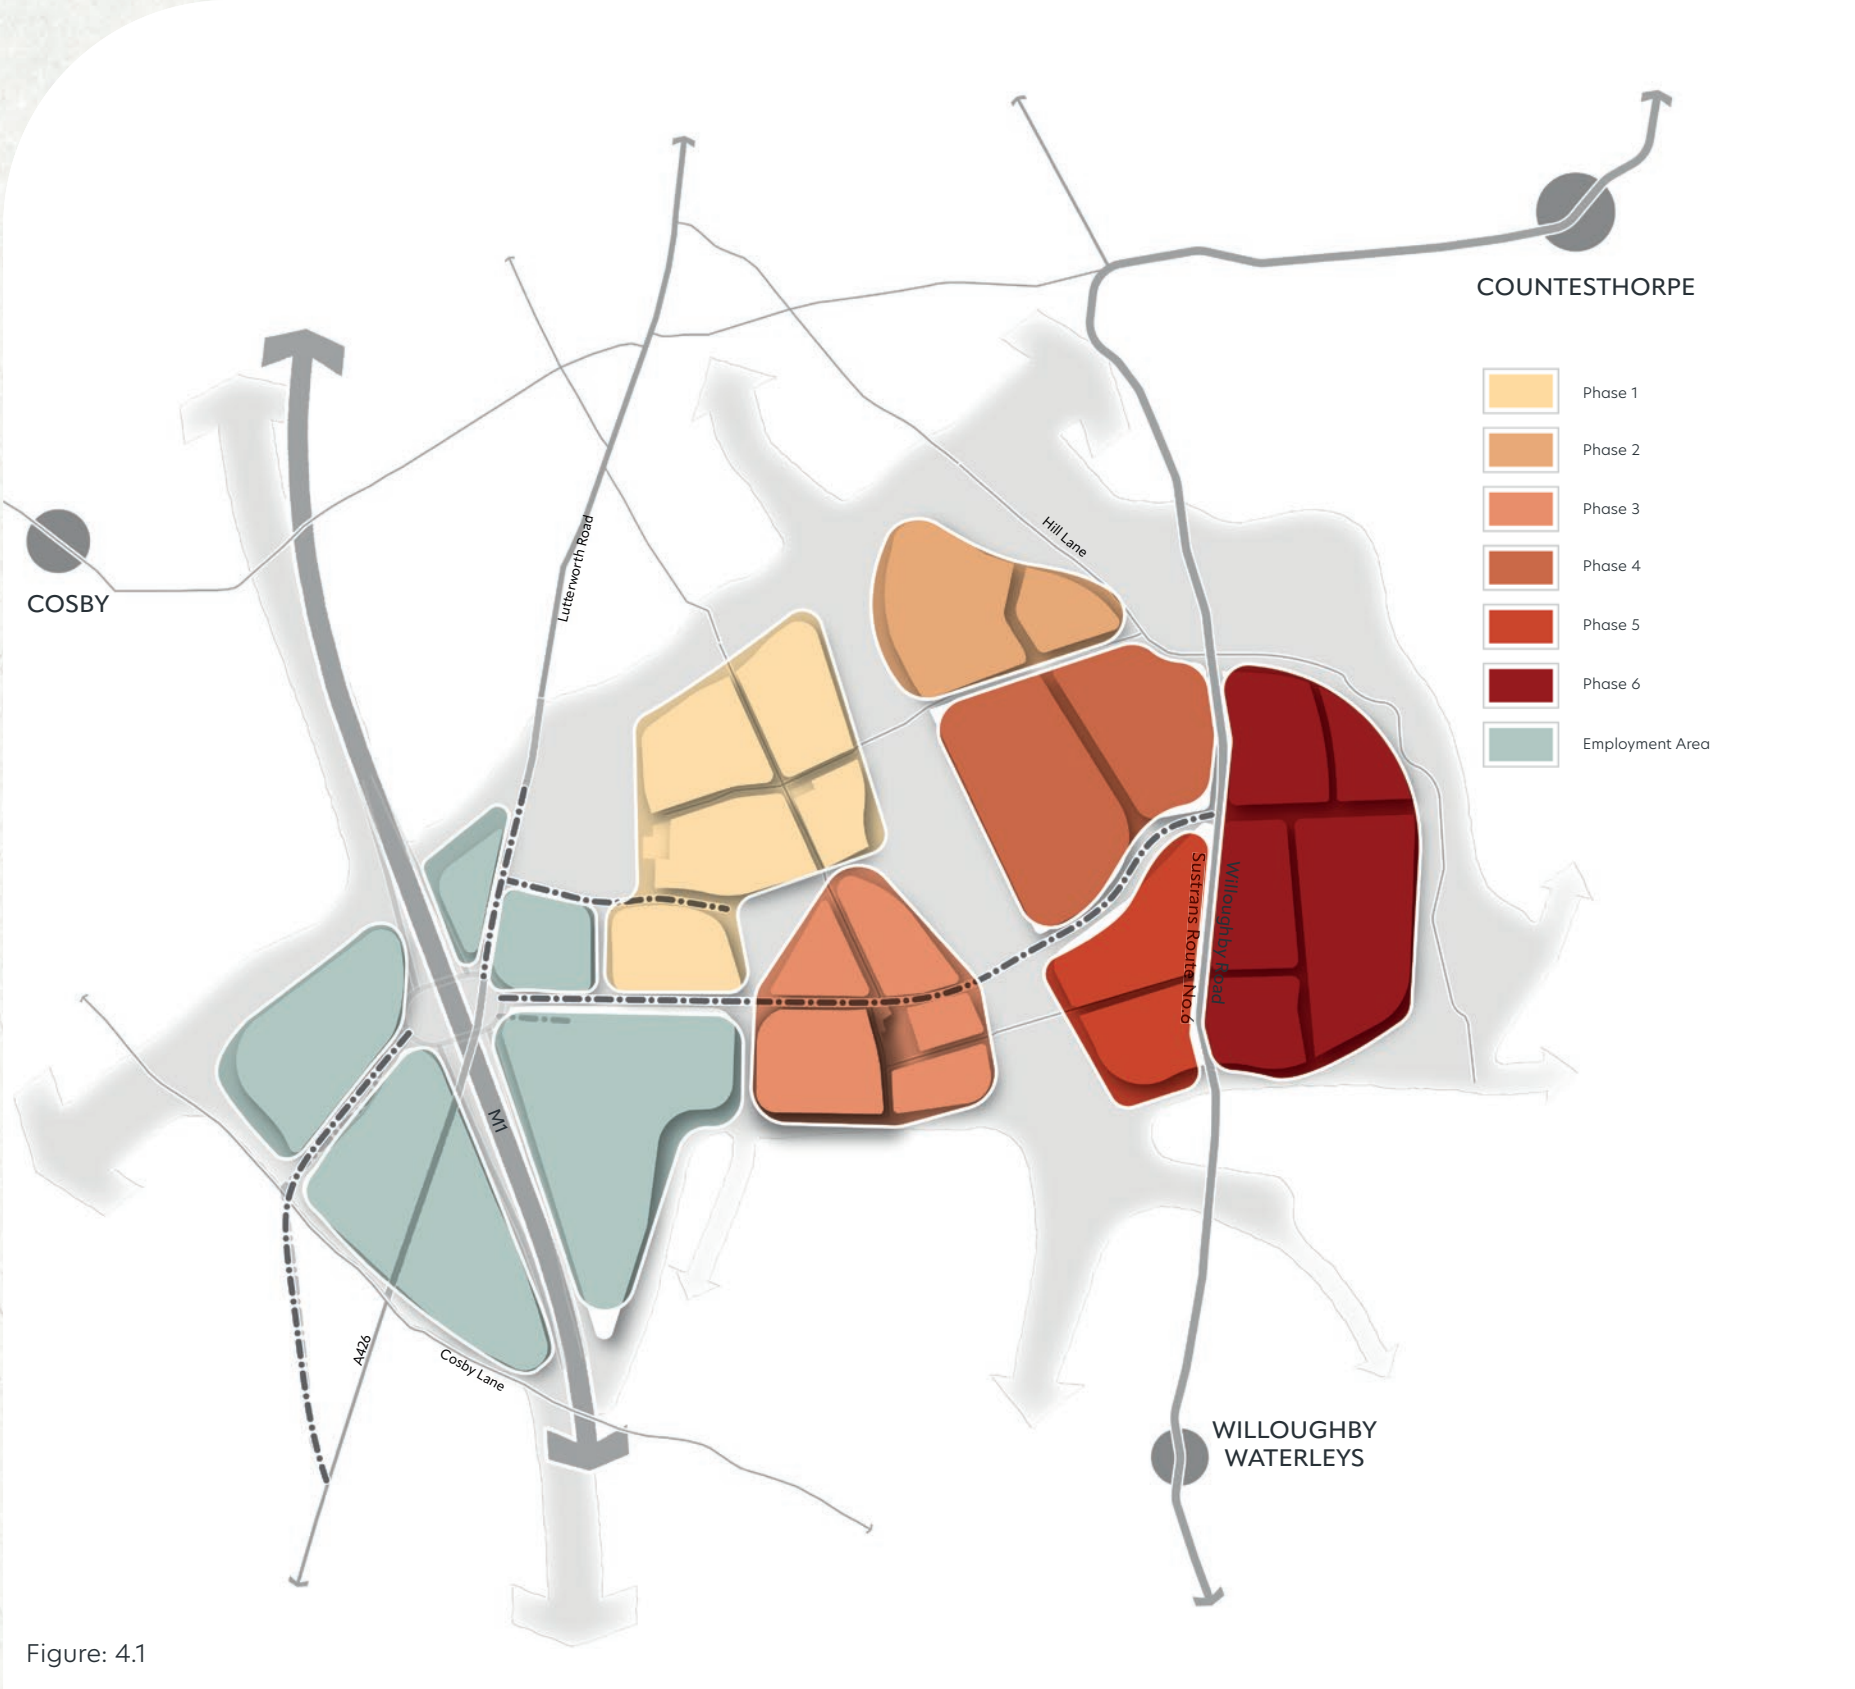 COUNTESTHORPE
Phase 1
Phase 2
Phase 3
Phase 4
Phase 5
Phase 6
Employment Area
COSBY
Lutterworth Road
Hill Lane
Sustrans Route No.6
Willoughby Road
M1
A426
Cosby Lane
WILLOUGHBY
WATERLEYS
Figure: 4.1